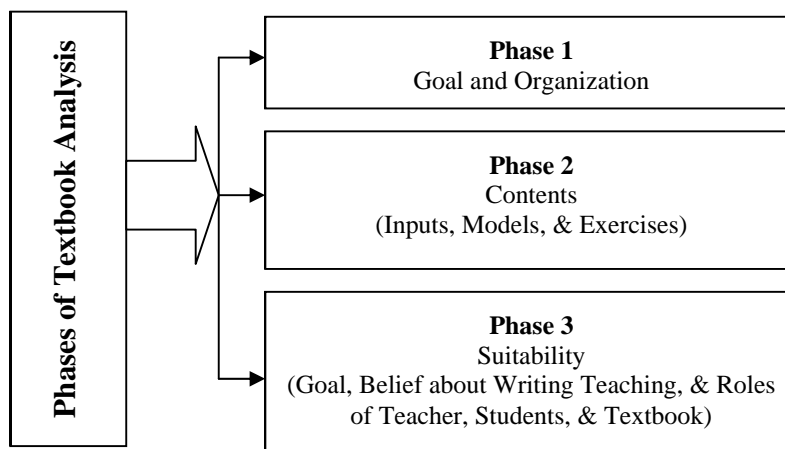 Phases of Textbook Analysis
Phase 1
Goal and Organization
Phase 2
Contents
(Inputs, Models, & Exercises)
Phase 3
Suitability
(Goal, Belief about Writing Teaching, & Roles
of Teacher, Students, & Textbook)